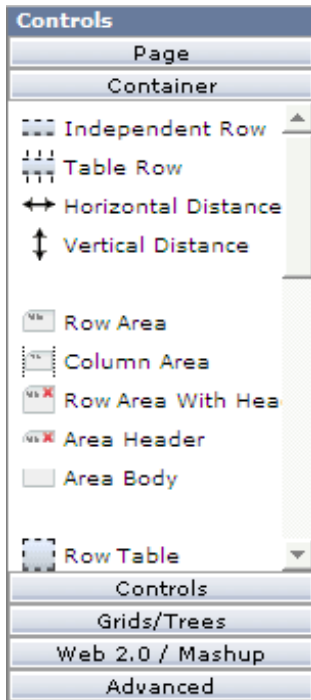 Controls
Page
Container
Independent Row
Table Row
Horizontal Distance
Vertical Distance
Row Area
Column Area
Row Area With Hea
Area Header
Area Body
Row Table
Controls
Grids/Trees
Web 2.0 / Mashup
Advanced